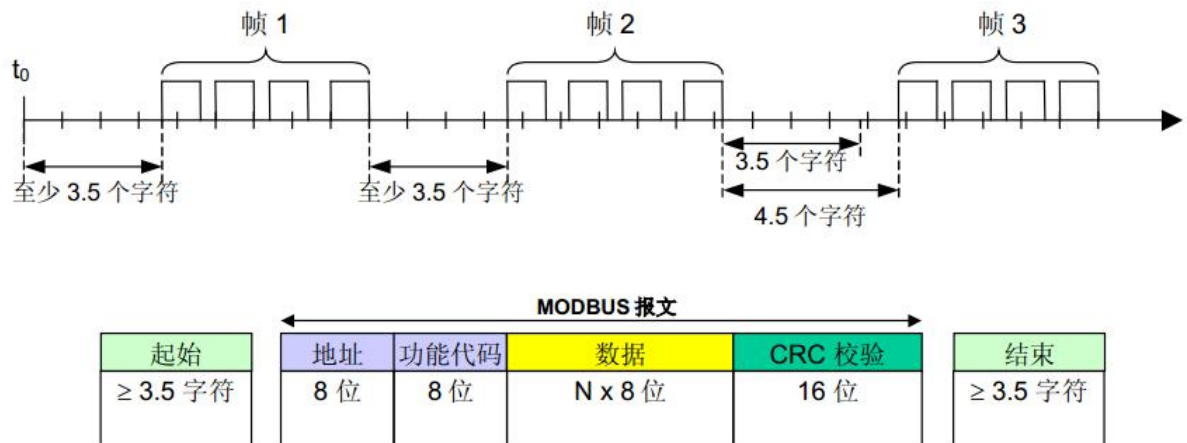 帧 1 帧 2 帧 3
t0
至少 3.5 个字符 至少 3.5 个字符 3.5 个字符
4.5 个字符
MODBUS 报文
起始 地址 功能代码 数据 CRC 校验 结束
≥ 3.5 字符 8 位 8 位 N x 8 位 16 位 ≥ 3.5 字符